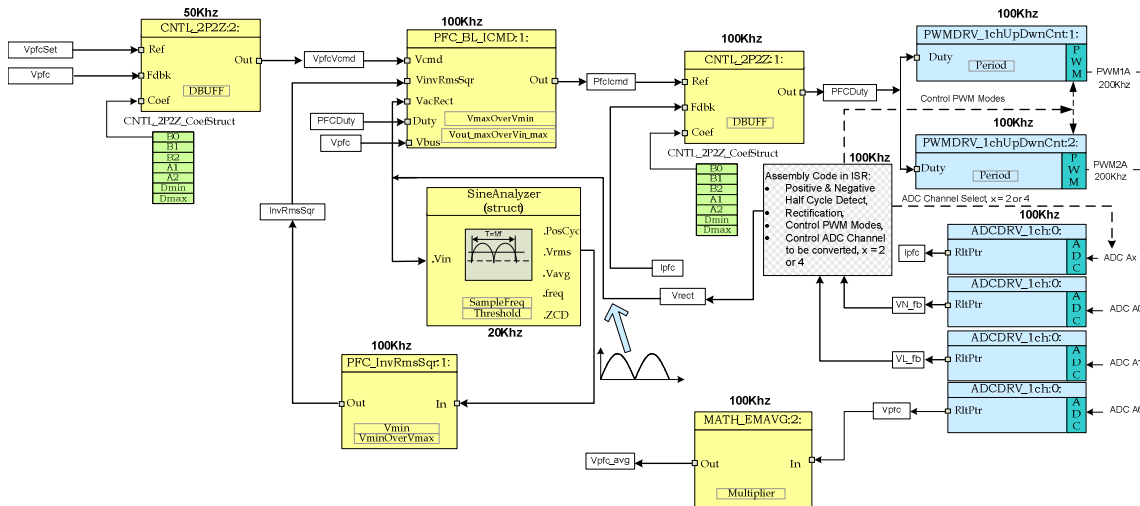 50Khz
CNTL_2P2Z:2:
VpfcSet
Vpfc
Ref
Fdbk
Coef
Out
DBUFF
CNTL_2P2Z_CoefStruct
B0
B1
B2
A1
A2
Dmin
Dmax
VpfcVcmd
100Khz
PFC_BL_ICMD:1:
Vcmd
VinvRmsSqr
VacRect
Duty
Vbus
Out
VmaxOverVmin
Vout_maxOverVin_max
PFCDuty
Vpfc
PfcIcmd
100Khz
CNTL_2P2Z:1:
Ref
Fdbk
Coef
Out
DBUFF
CNTL_2P2Z_CoefStruct
B0
B1
B2
A1
A2
Dmin
Dmax
PFCDuty
100Khz
PWMDRV_1chUpDwnCnt:1:
Duty
Period
P
W
M
PWM1A
200Khz
Control PWM Modes
100Khz
PWMDRV_1chUpDwnCnt:2:
Duty
Period
P
W
M
PWM2A
200Khz
100Khz
Assembly Code in ISR:
• Positive & Negative
Half Cycle Detect,
• Rectification,
• Control PWM Modes,
• Control ADC Channel
to be converted, x = 2
or 4
ADC Channel Select, x = 2 or 4
InvRmsSqr
SineAnalyzer
(struct)
T=1/f
.Vin
.PosCyc
.Vrms
.Vavg
.freq
.ZCD
SampleFreq
Threshold
20Khz
Ipfc
Vrect
100Khz
ADCDRV_1ch:0:
Ipfc
RltPtr
A
D
C
ADC Ax
ADCDRV_1ch:0:
VN_fb
RltPtr
A
D
C
ADCDRV_1ch:0:
VL_fb
RltPtr
A
D
C
ADCDRV_1ch:0:
Vpfc
RltPtr
A
D
C
100Khz
PFC_InvRmsSqr:1:
Out
In
Vmin
VminOverVmax
100Khz
MATH_EMAVG:2:
Vpfc_avg
Out
In
Multiplier